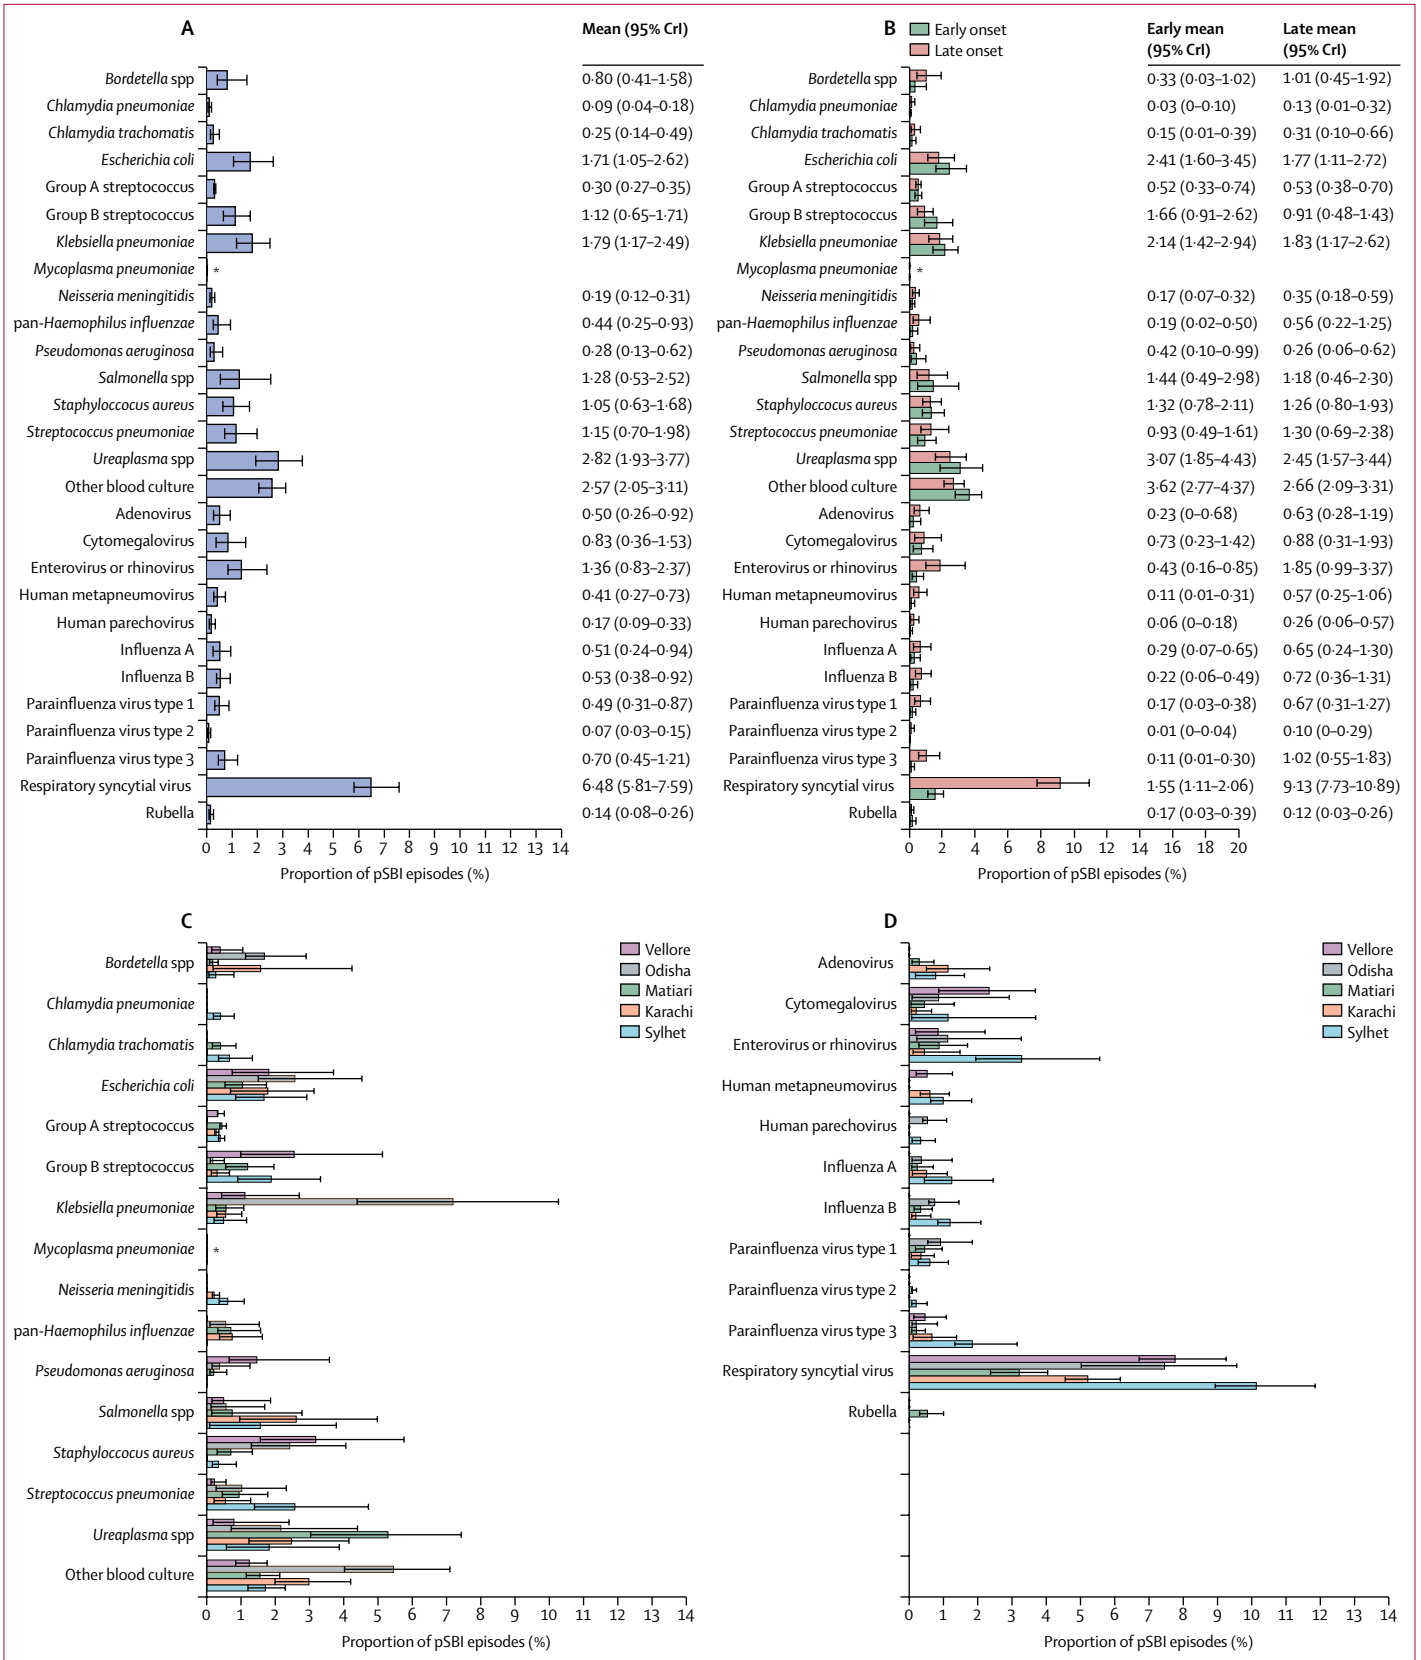 A
Mean (95% CrI)
Bordetella spp 0·80 (0·41–1·58)
Chlamydia pneumoniae 0·09 (0·04–0·18)
Chlamydia trachomatis 0·25 (0·14–0·49)
Escherichia coli 1·71 (1·05–2·62)
Group A streptococcus 0·30 (0·27–0·35)
Group B streptococcus 1·12 (0·65–1·71)
Klebsiella pneumoniae 1·79 (1·17–2·49)
Mycoplasma pneumoniae *
Neisseria meningitidis 0·19 (0·12–0·31)
pan-Haemophilus influenzae 0·44 (0·25–0·93)
Pseudomonas aeruginosa 0·28 (0·13–0·62)
Salmonella spp 1·28 (0·53–2·52)
Staphyloccocus aureus 1·05 (0·63–1·68)
Streptococcus pneumoniae 1·15 (0·70–1·98)
Ureaplasma spp 2·82 (1·93–3·77)
Other blood culture 2·57 (2·05–3·11)
Adenovirus 0·50 (0·26–0·92)
Cytomegalovirus 0·83 (0·36–1·53)
Enterovirus or rhinovirus 1·36 (0·83–2·37)
Human metapneumovirus 0·41 (0·27–0·73)
Human parechovirus 0·17 (0·09–0·33)
Influenza A 0·51 (0·24–0·94)
Influenza B 0·53 (0·38–0·92)
Parainfluenza virus type 1 0·49 (0·31–0·87)
Parainfluenza virus type 2 0·07 (0·03–0·15)
Parainfluenza virus type 3 0·70 (0·45–1·21)
Respiratory syncytial virus 6·48 (5·81–7·59)
Rubella 0·14 (0·08–0·26)
0 1 2 3 4 5 6 7 8 9 10 11 12 13 14
Proportion of pSBI episodes (%)
B
Early onset
Late onset
Early mean (95% CrI)
Late mean (95% CrI)
Bordetella spp 0·33 (0·03–1·02) 1·01 (0·45–1·92)
Chlamydia pneumoniae 0·03 (0–0·10) 0·13 (0·01–0·32)
Chlamydia trachomatis 0·15 (0·01–0·39) 0·31 (0·10–0·66)
Escherichia coli 2·41 (1·60–3·45) 1·77 (1·11–2·72)
Group A streptococcus 0·52 (0·33–0·74) 0·53 (0·38–0·70)
Group B streptococcus 1·66 (0·91–2·62) 0·91 (0·48–1·43)
Klebsiella pneumoniae 2·14 (1·42–2·94) 1·83 (1·17–2·62)
Mycoplasma pneumoniae *
Neisseria meningitidis 0·17 (0·07–0·32) 0·35 (0·18–0·59)
pan-Haemophilus influenzae 0·19 (0·02–0·50) 0·56 (0·22–1·25)
Pseudomonas aeruginosa 0·42 (0·10–0·99) 0·26 (0·06–0·62)
Salmonella spp 1·44 (0·49–2·98) 1·18 (0·46–2·30)
Staphyloccocus aureus 1·32 (0·78–2·11) 1·26 (0·80–1·93)
Streptococcus pneumoniae 0·93 (0·49–1·61) 1·30 (0·69–2·38)
Ureaplasma spp 3·07 (1·85–4·43) 2·45 (1·57–3·44)
Other blood culture 3·62 (2·77–4·37) 2·66 (2·09–3·31)
Adenovirus 0·23 (0–0·68) 0·63 (0·28–1·19)
Cytomegalovirus 0·73 (0·23–1·42) 0·88 (0·31–1·93)
Enterovirus or rhinovirus 0·43 (0·16–0·85) 1·85 (0·99–3·37)
Human metapneumovirus 0·11 (0·01–0·31) 0·57 (0·25–1·06)
Human parechovirus 0·06 (0–0·18) 0·26 (0·06–0·57)
Influenza A 0·29 (0·07–0·65) 0·65 (0·24–1·30)
Influenza B 0·22 (0·06–0·49) 0·72 (0·36–1·31)
Parainfluenza virus type 1 0·17 (0·03–0·38) 0·67 (0·31–1·27)
Parainfluenza virus type 2 0·01 (0–0·04) 0·10 (0–0·29)
Parainfluenza virus type 3 0·11 (0·01–0·30) 1·02 (0·55–1·83)
Respiratory syncytial virus 1·55 (1·11–2·06) 9·13 (7·73–10·89)
Rubella 0·17 (0·03–0·39) 0·12 (0·03–0·26)
0 2 4 6 8 10 12 14 16 18 20
Proportion of pSBI episodes (%)
C
Vellore
Odisha
Matiari
Karachi
Sylhet
Bordetella spp
Chlamydia pneumoniae
Chlamydia trachomatis
Escherichia coli
Group A streptococcus
Group B streptococcus
Klebsiella pneumoniae
Mycoplasma pneumoniae *
Neisseria meningitidis
pan-Haemophilus influenzae
Pseudomonas aeruginosa
Salmonella spp
Staphyloccocus aureus
Streptococcus pneumoniae
Ureaplasma spp
Other blood culture
0 1 2 3 4 5 6 7 8 9 10 11 12 13 14
Proportion of pSBI episodes (%)
D
Vellore
Odisha
Matiari
Karachi
Sylhet
Adenovirus
Cytomegalovirus
Enterovirus or rhinovirus
Human metapneumovirus
Human parechovirus
Influenza A
Influenza B
Parainfluenza virus type 1
Parainfluenza virus type 2
Parainfluenza virus type 3
Respiratory syncytial virus
Rubella
0 1 2 3 4 5 6 7 8 9 10 11 12 13 14
Proportion of pSBI episodes (%)